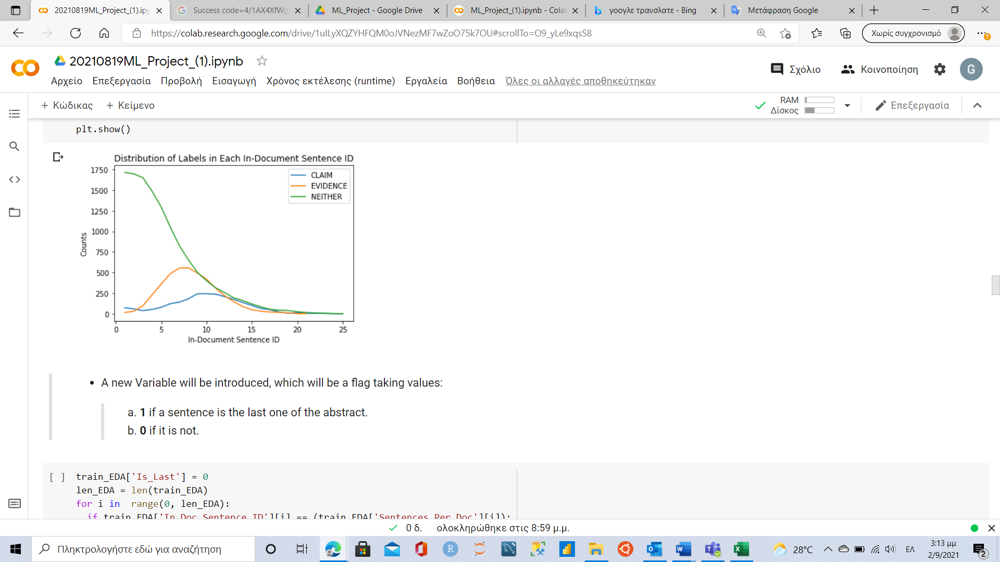 20210819ML_Project_(1).ipy
Success code=4/1AX4XfWg
ML_Project - Google Drive
ML_Project_(1).ipynb - Cola
γοογλε τρανσλατε - Bing
Μετάφραση Google
https://colab.research.google.com/drive/1uILyXQZYHFQM0oJVNezMF7wZoO75k7OU#scrollTo=O9_yLe9xqsS8
Χωρίς συγχρονισμό
20210819ML_Project_(1).ipynb
Σχόλιο
Κοινοποίηση
G
Αρχείο Επεξεργασία Προβολή Εισαγωγή Χρόνος εκτέλεσης (runtime) Εργαλεία Βοήθεια Όλες οι αλλαγές αποθηκεύτηκαν
+ Κώδικας + Κείμενο
RAM
Δίσκος
Επεξεργασία
plt.show()
Distribution of Labels in Each In-Document Sentence ID
CLAIM
EVIDENCE
NEITHER
1750
1500
1250
1000
750
500
250
0
Counts
0 5 10 15 20 25
In-Document Sentence ID
• A new Variable will be introduced, which will be a flag taking values:
a. 1 if a sentence is the last one of the abstract.
b. 0 if it is not.
[ ] train_EDA['Is_Last'] = 0
len_EDA = len(train_EDA)
for i in range(0, len_EDA):
if train_EDA['In_Doc_Sentence_ID'][i] == (train_EDA['Sentences_Per_Doc'][i]):
0 δ. ολοκληρώθηκε στις 8:59 μ.μ.
Πληκτρολογήστε εδώ για αναζήτηση
28°C
ΕΛ
3:13 μμ
2/9/2021
2